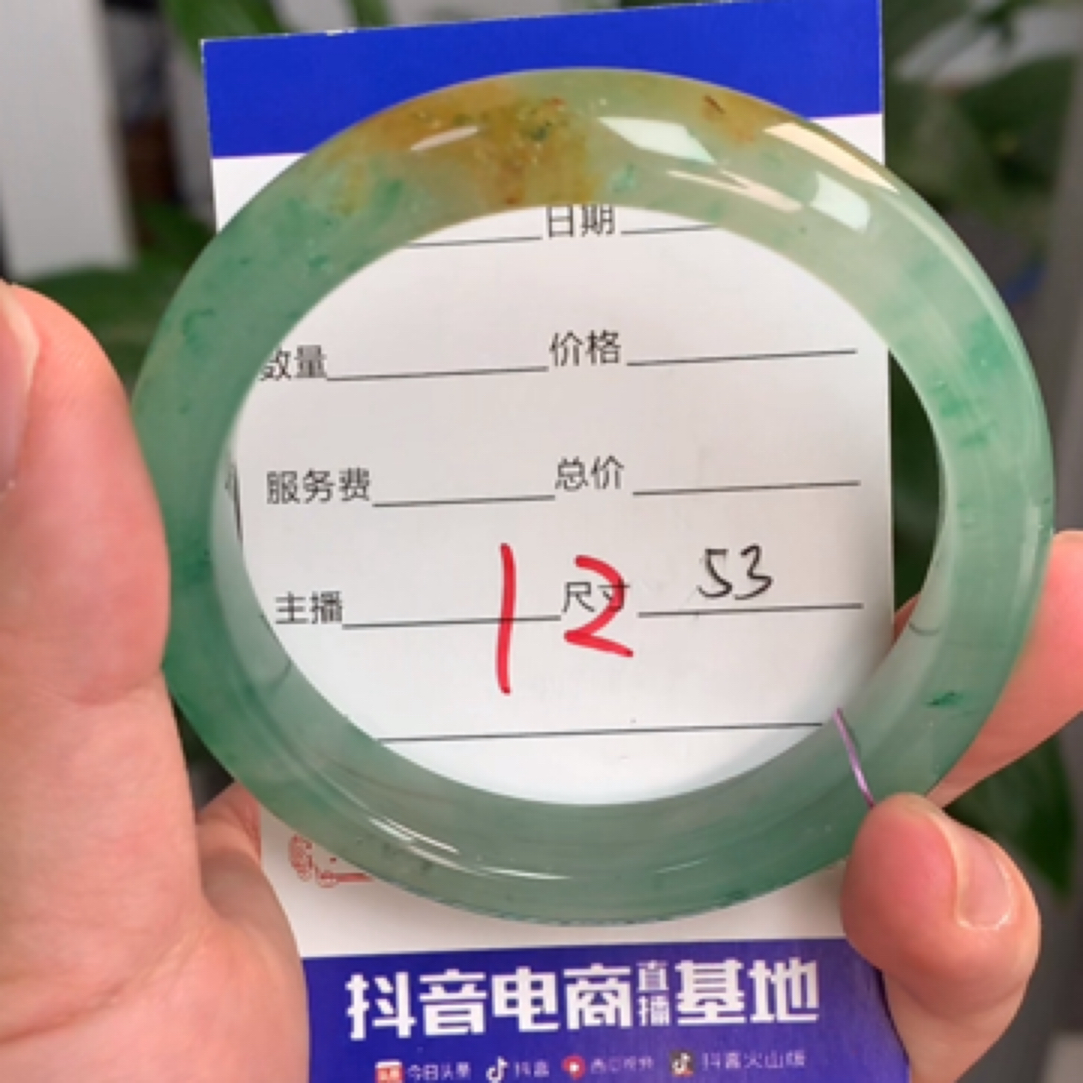 日期
数量 价格
服务费 总价
主播 尺寸 53
12
抖音电商直播基地
今日头条 抖音 西瓜视频 抖音火山版